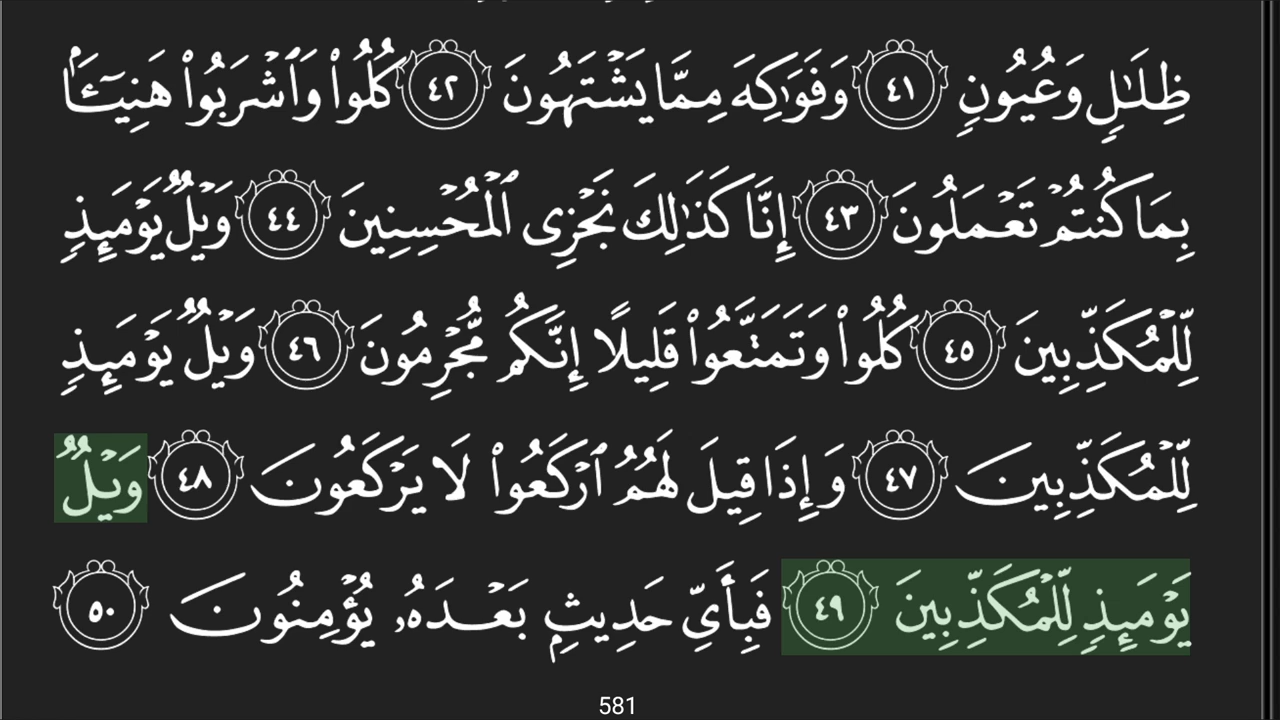 ظِلَـٰلٍ وَعُيُونٍ ٤١ وَفَوَٰكِهَ مِمَّا يَشْتَهُونَ ٤٢ كُلُوا۟ وَٱشْرَبُوا۟ هَنِيٓـًٔۢا
بِمَا كُنتُمْ تَعْمَلُونَ ٤٣ إِنَّا كَذَٰلِكَ نَجْزِى ٱلْمُحْسِنِينَ ٤٤ وَيْلٌ يَوْمَئِذٍ
لِّلْمُكَذِّبِينَ ٤٥ كُلُوا۟ وَتَمَتَّعُوا۟ قَلِيلًا إِنَّكُم مُّجْرِمُونَ ٤٦ وَيْلٌ يَوْمَئِذٍ
لِّلْمُكَذِّبِينَ ٤٧ وَإِذَا قِيلَ لَهُمُ ٱرْكَعُوا۟ لَا يَرْكَعُونَ ٤٨ وَيْلٌ
يَوْمَئِذٍ لِّلْمُكَذِّبِينَ ٤٩ فَبِأَىِّ حَدِيثٍۭ بَعْدَهُۥ يُؤْمِنُونَ ٥٠
581